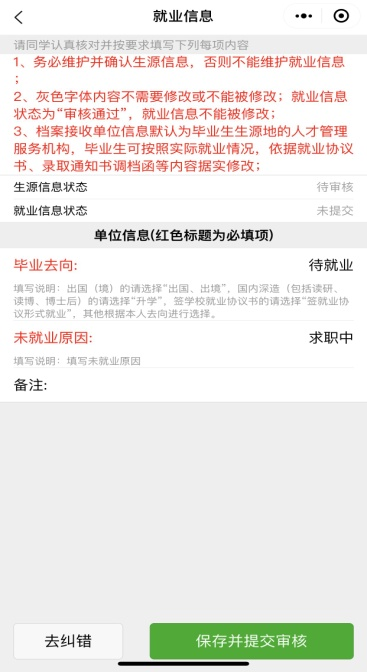 就业信息
请同学认真核对并按要求填写下列每项内容
1、务必维护并确认生源信息，否则不能维护就业信息
；
2、灰色字体内容不需要修改或不能被修改；就业信息
状态为“审核通过”，就业信息不能被修改；
3、档案接收单位信息默认为毕业生生源地的人才管理
服务机构，毕业生可按照实际就业情况，依据就业协议
书、录取通知书调档函等内容据实修改；
生源信息状态 待审核
就业信息状态 未提交
单位信息(红色标题为必填项)
毕业去向: 待就业
填写说明：出国（境）的请选择“出国、出境”，国内深造（包括读研、
读博、博士后）的请选择“升学”，签学校就业协议书的请选择“签就业协
议形式就业”，其他根据本人去向进行选择。
未就业原因: 求职中
填写说明：填写未就业原因
备注:
去纠错 保存并提交审核